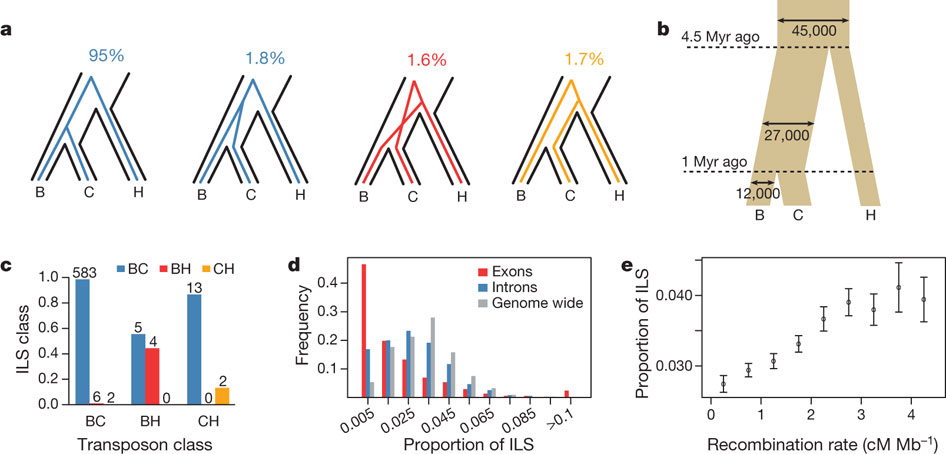 a
95%
1.8%
1.6%
1.7%
B C H
B C H
B C H
B C H
b
45,000
4.5 Myr ago
27,000
1 Myr ago
12,000
B C H
c
BC BH CH
583
6 2
5
4
0
13
0
2
ILS class
1.0
0.8
0.6
0.4
0.2
0.0
BC BH CH
Transposon class
d
Exons
Introns
Genome wide
Frequency
0.4
0.3
0.2
0.1
0.005 0.025 0.045 0.065 0.085 >0.1
Proportion of ILS
e
Proportion of ILS
0.040
0.030
0 1 2 3 4
Recombination rate (cM Mb–1)